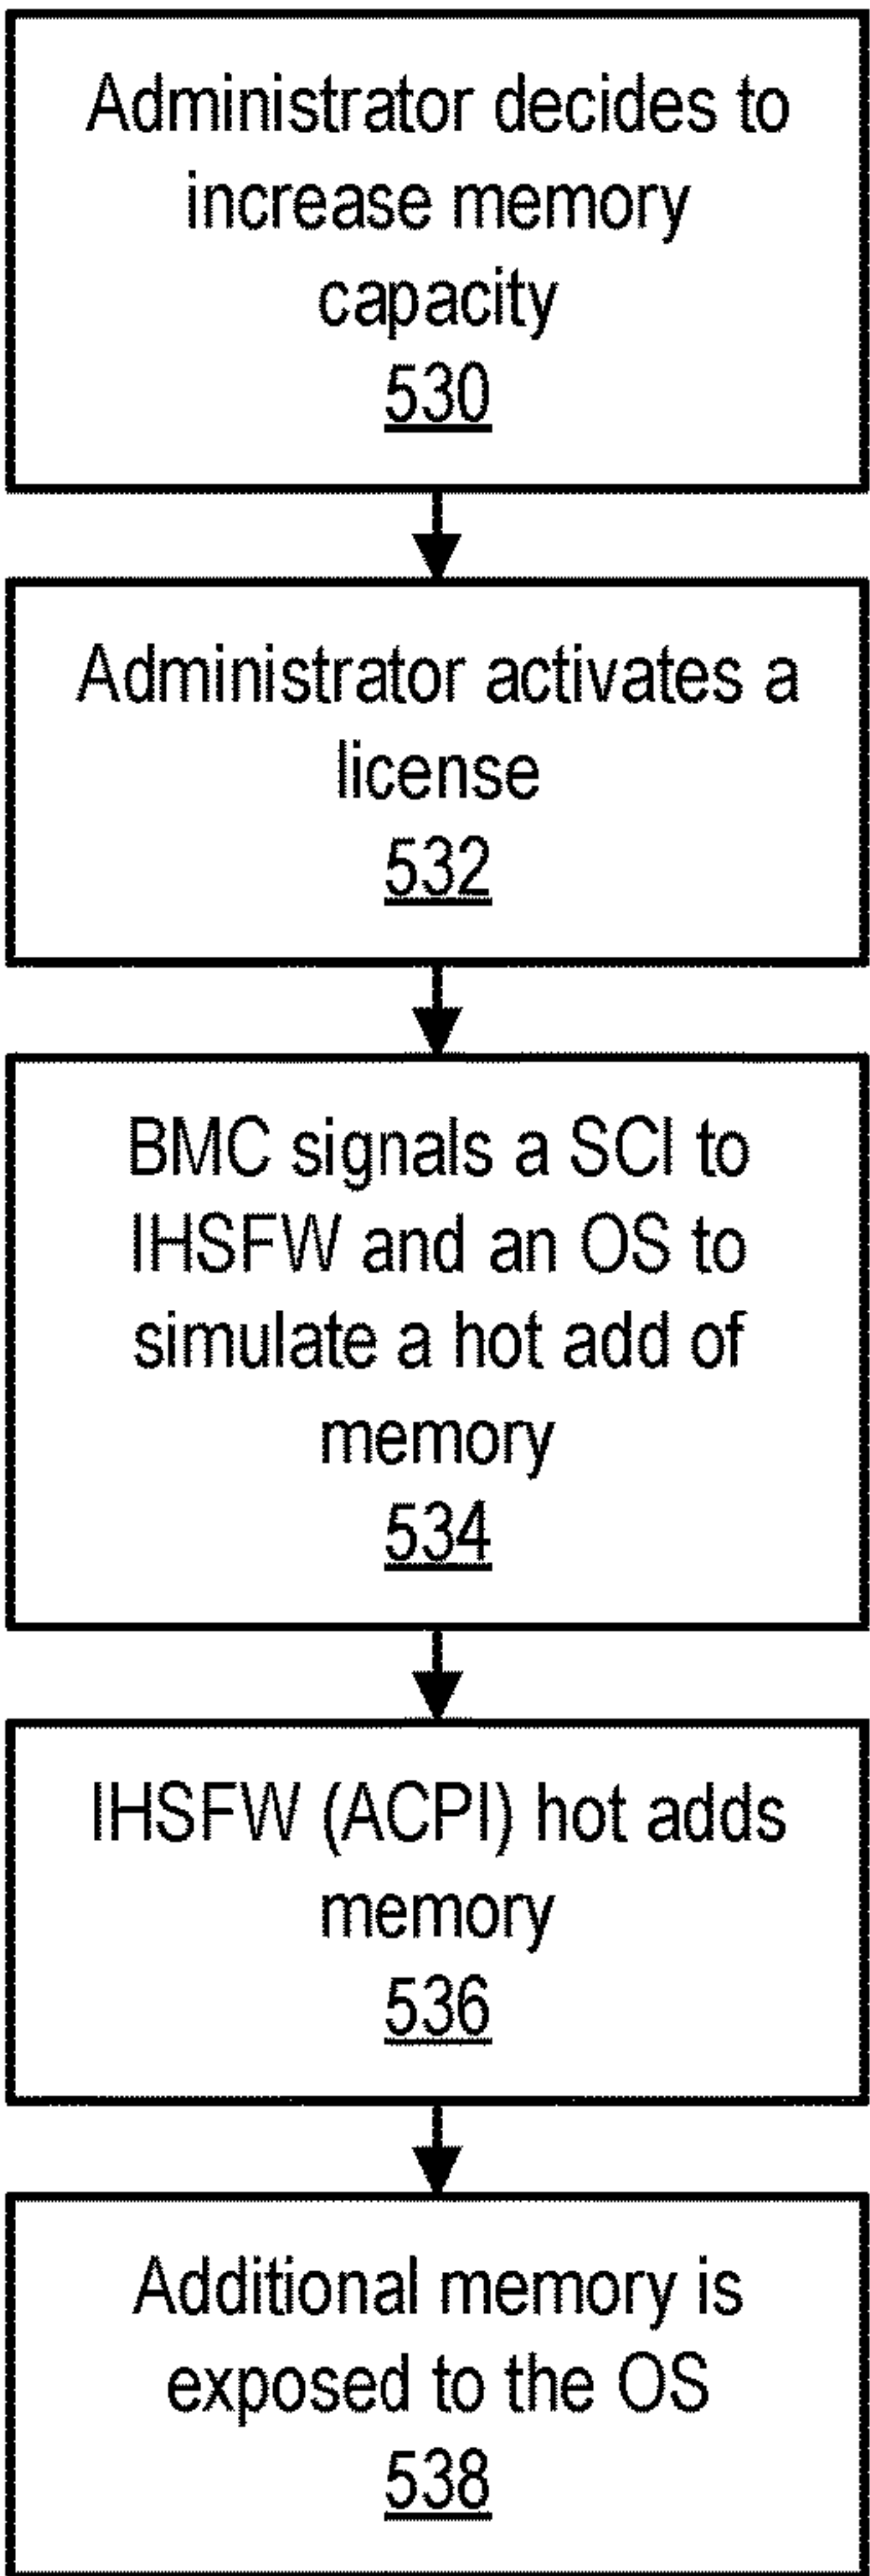 Administrator decides to
increase memory
capacity
530
Administrator activates a
license
532
BMC signals a SCI to
IHSFW and an OS to
simulate a hot add of
memory
534
IHSFW (ACPI) hot adds
memory
536
Additional memory is
exposed to the OS
538